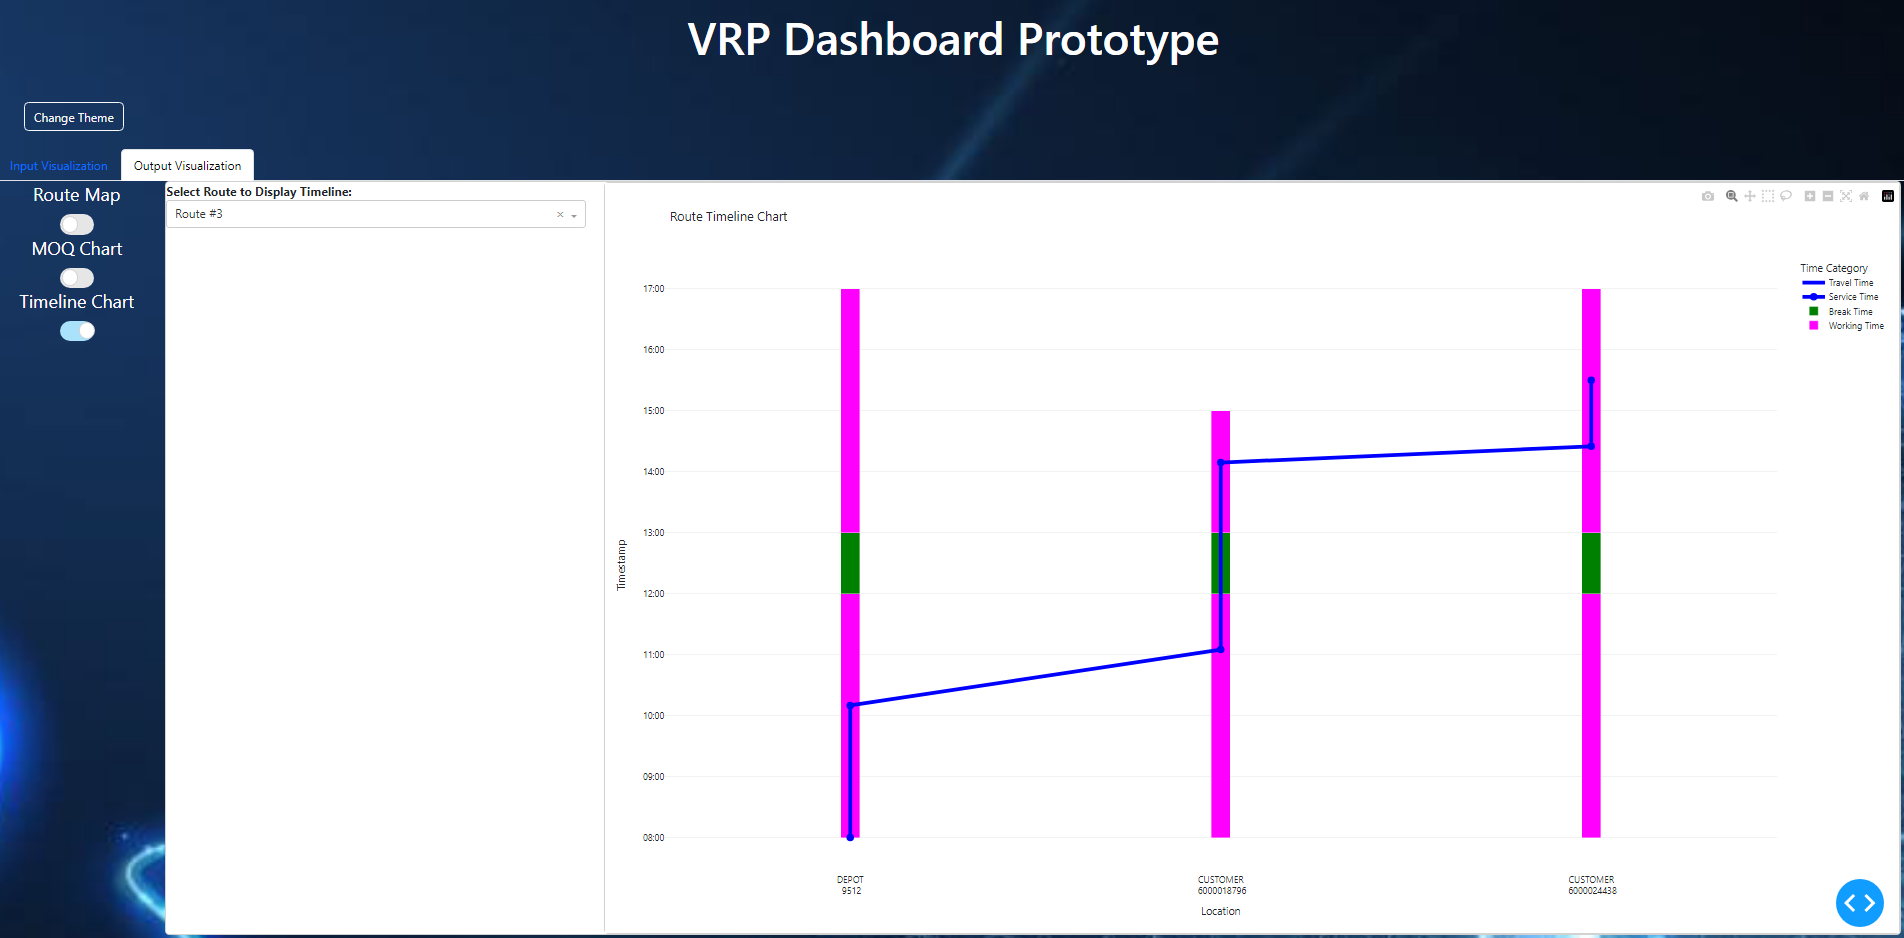 VRP Dashboard Prototype
Change Theme
Input Visualization
Output Visualization
Route Map
MOQ Chart
Timeline Chart
Select Route to Display Timeline:
Route #3
Route Timeline Chart
Time Category
Travel Time
Service Time
Break Time
Working Time
17:00
16:00
15:00
14:00
13:00
12:00
11:00
10:00
09:00
08:00
Timestamp
DEPOT
9512
CUSTOMER
6000018796
CUSTOMER
6000024438
Location